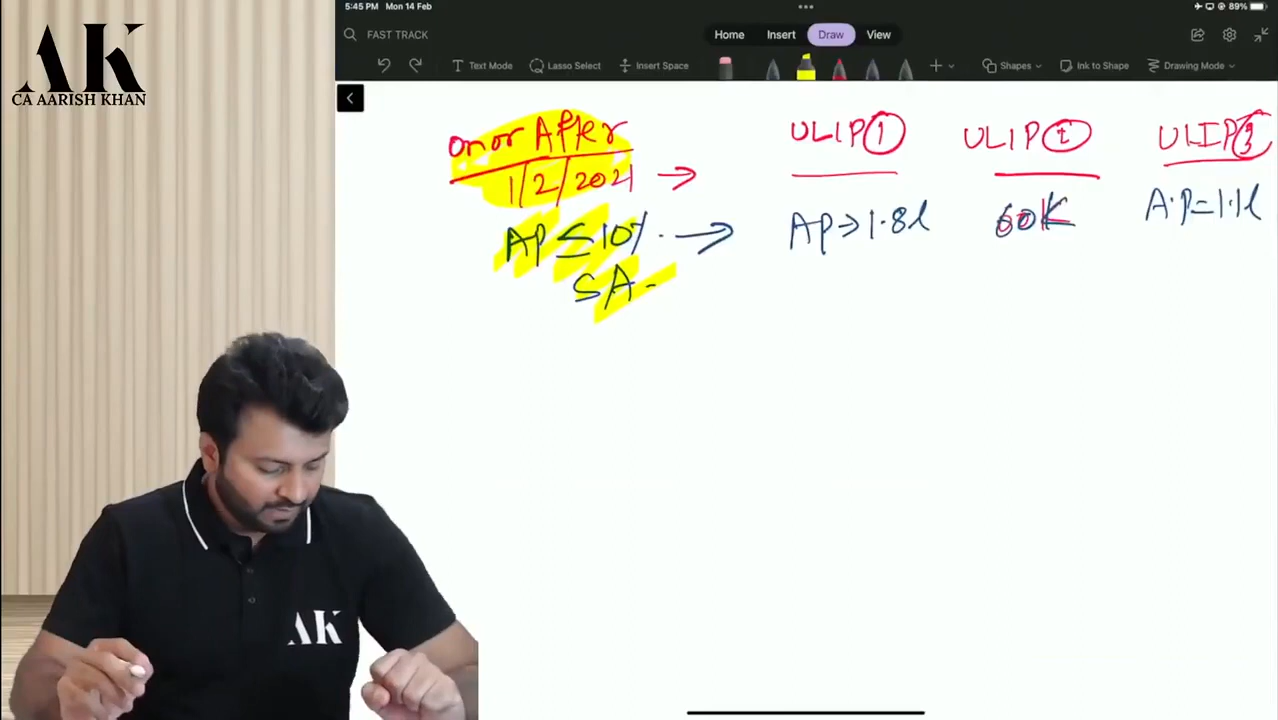 5:45 PM Mon 14 Feb
89%
AK
CA AARISH KHAN
FAST TRACK
Home Insert Draw View
Text Mode Lasso Select Insert Space Shapes Ink to Shape Drawing Mode
on or After
1/2/2021 →
AP ≤ 10% . →
SA -
ULIP 1 ULIP 2 ULIP 3
AP → 1.8l 60K A.P = 1.1l
AK